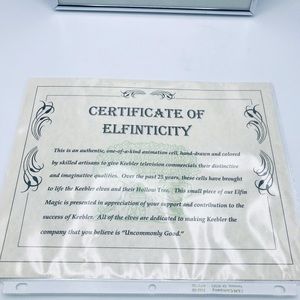 CERTIFICATE OF
ELFINTICITY
This is an authentic, one-of-a-kind animation cell, hand-drawn and colored
by skilled artisans to give Keebler television commercials their distinctive
and imaginative qualities. Over the past 25 years, these cells have brought
to life the Keebler elves and their Hollow Tree. This small piece of our Elfin
Magic is presented in appreciation of your support and contribution to the
success of Keebler. All of the elves are dedicated to making Keebler the
company that you believe is "Uncommonly Good."